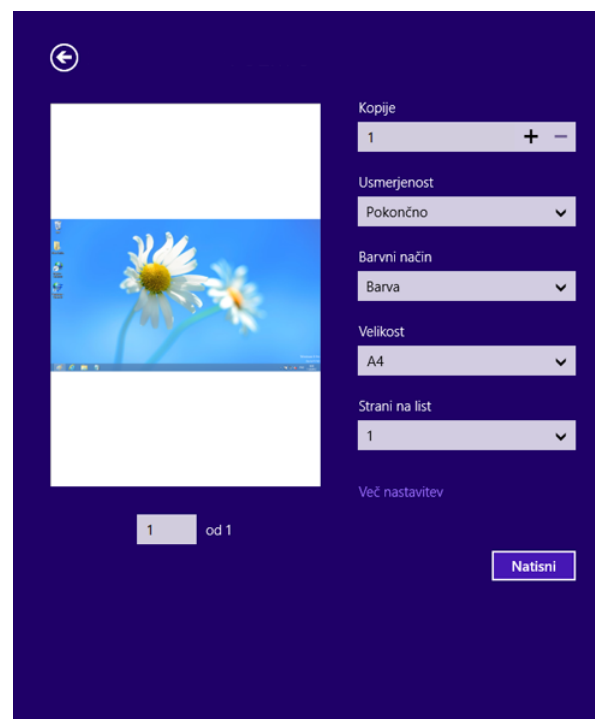 Kopije
1
Usmerjenost
Pokončno
Barvni način
Barva
Velikost
A4
Strani na list
1
Več nastavitev
1 od 1
Natisni